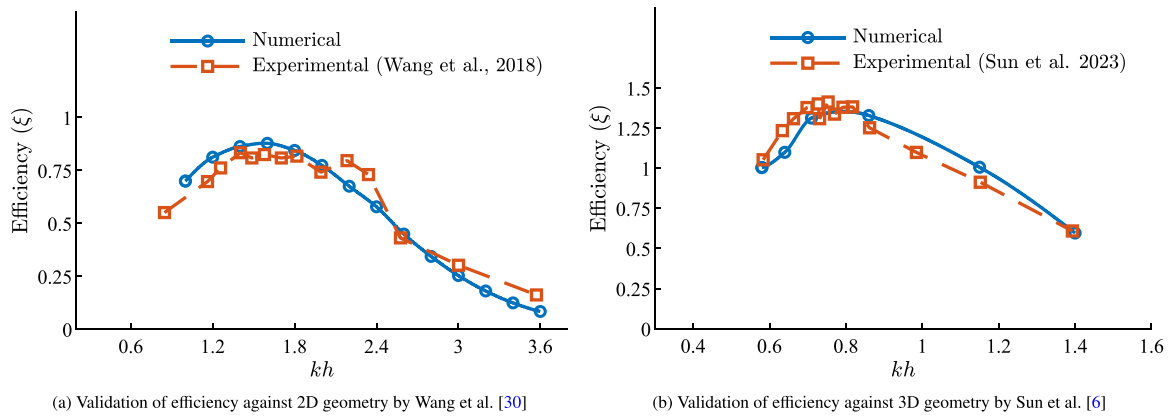 Numerical
Experimental (Wang et al., 2018)
Efficiency (ξ)
1
0.75
0.5
0.25
0
0.6 1.2 1.8 2.4 3 3.6
kh
(a) Validation of efficiency against 2D geometry by Wang et al. [30]
Numerical
Experimental (Sun et al. 2023)
Efficiency (ξ)
1.5
1.25
1
0.75
0.5
0.25
0
0.4 0.6 0.8 1 1.2 1.4 1.6
kh
(b) Validation of efficiency against 3D geometry by Sun et al. [6]